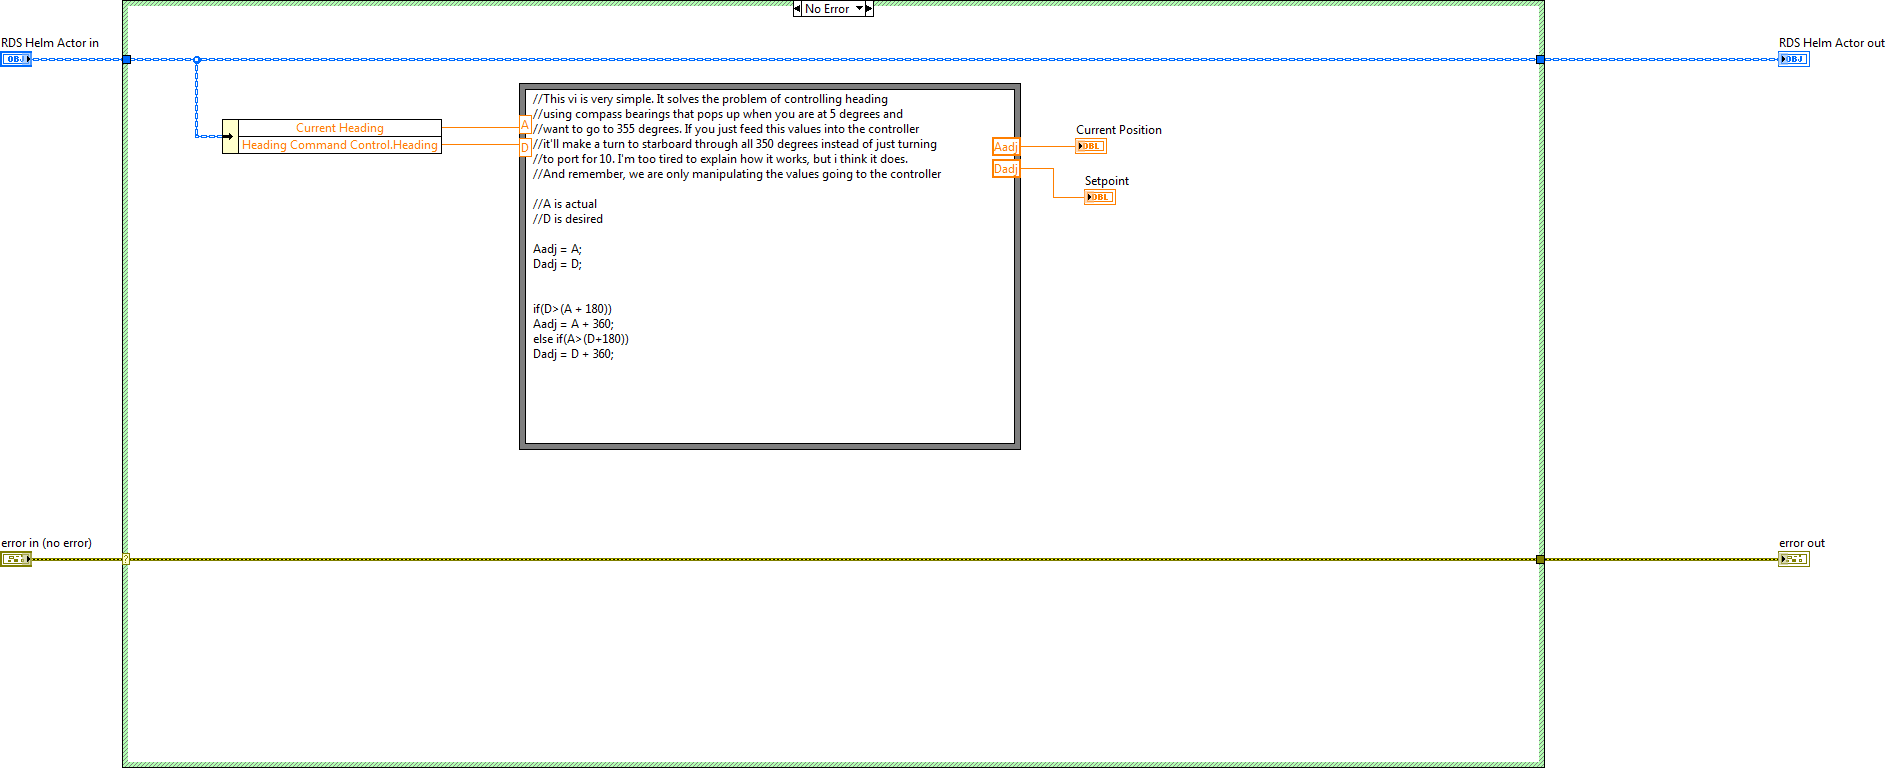 No Error
RDS Helm Actor in
RDS Helm Actor out
OBJ
OBJ
//This vi is very simple. It solves the problem of controlling heading
//using compass bearings that pops up when you are at 5 degrees and
//want to go to 355 degrees. If you just feed this values into the controller
//it'll make a turn to starboard through all 350 degrees instead of just turning
//to port for 10. I'm too tired to explain how it works, but i think it does.
//And remember, we are only manipulating the values going to the controller
//A is actual
//D is desired
Aadj = A;
Dadj = D;
if(D>(A + 180))
Aadj = A + 360;
else if(A>(D+180))
Dadj = D + 360;
Current Heading
Heading Command Control.Heading
A
D
Aadj
Dadj
Current Position
DBL
Setpoint
DBL
error in (no error)
?
error out